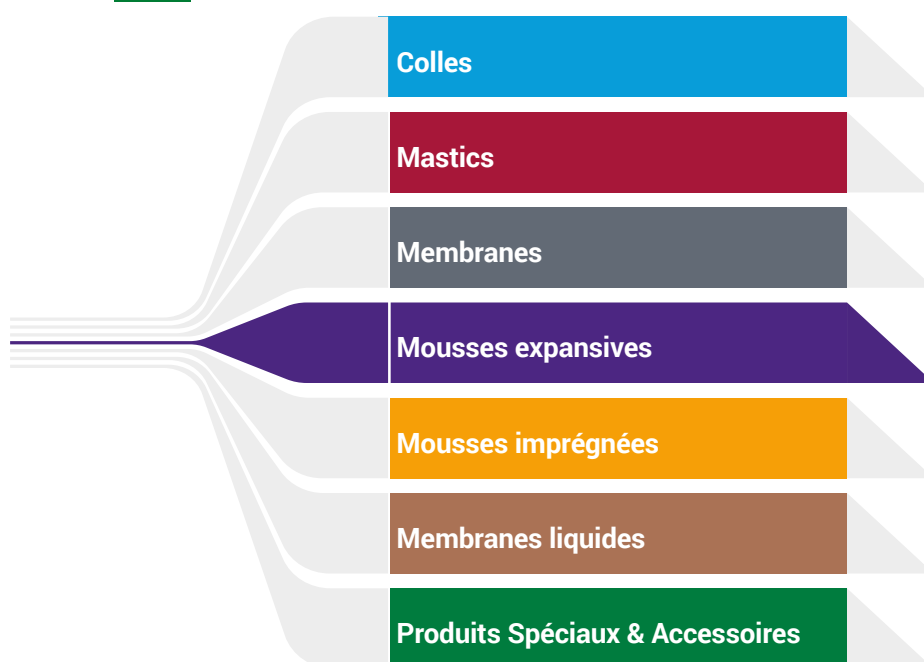 Colles
Mastics
Membranes
Mousses expansives
Mousses imprégnées
Membranes liquides
Produits Spéciaux & Accessoires